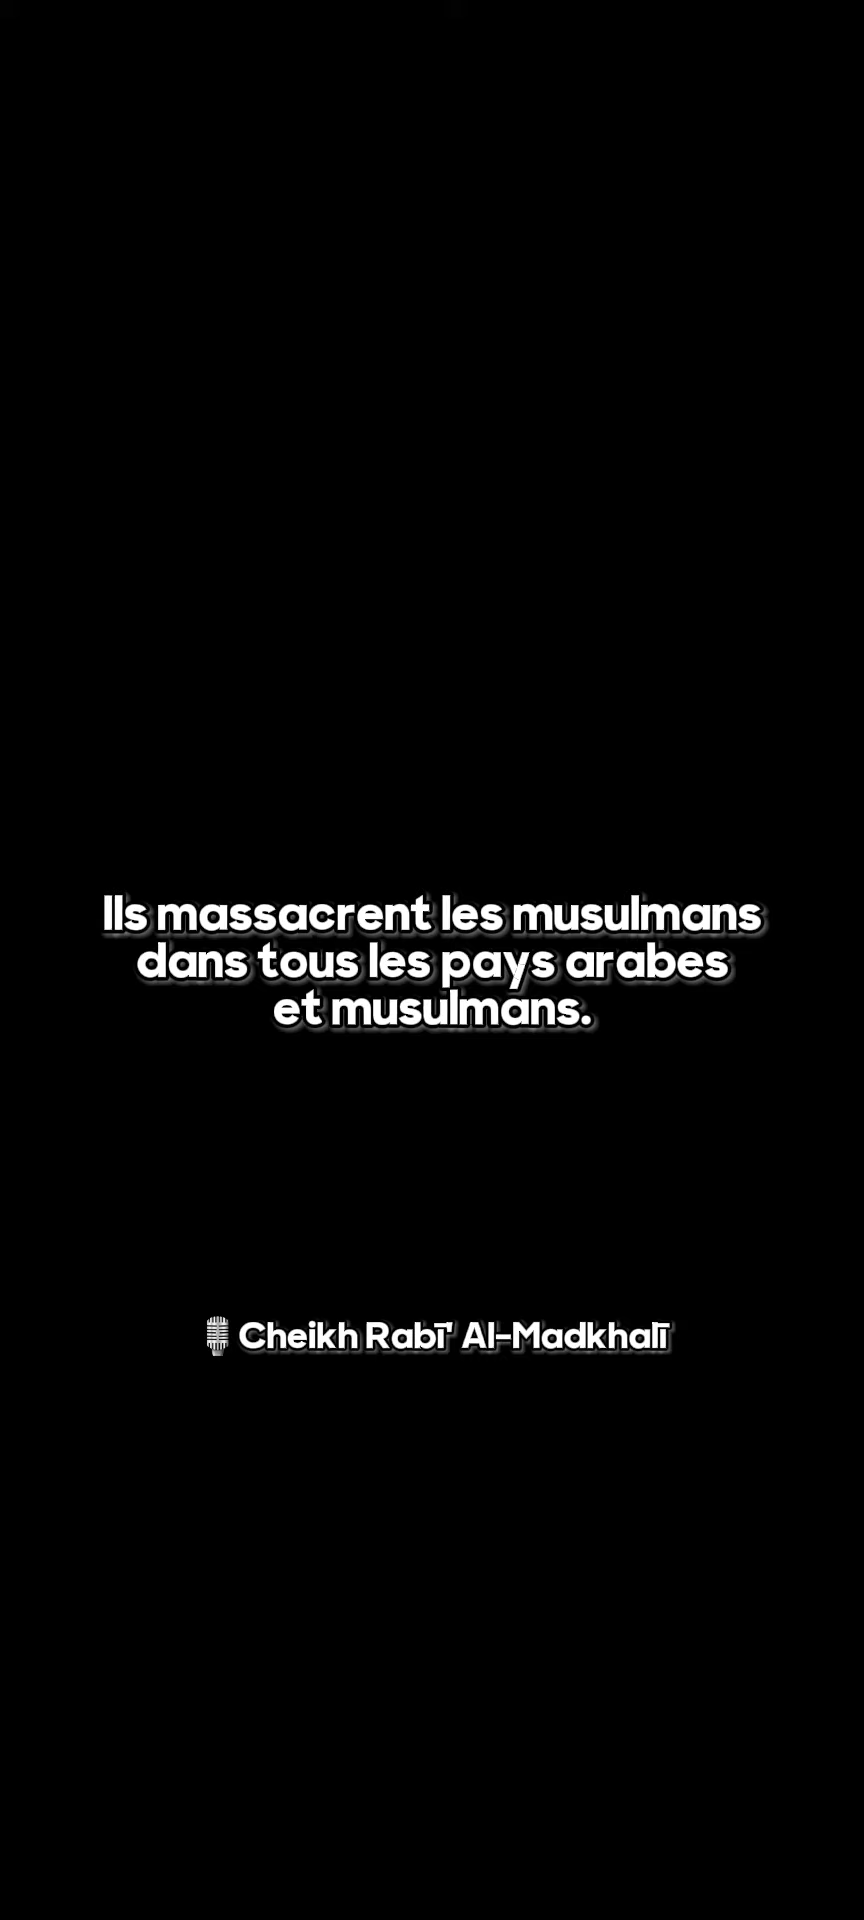 Ils massacrent les musulmans
dans tous les pays arabes
et musulmans.
🎙️Cheikh Rabī' Al-Madkhalī